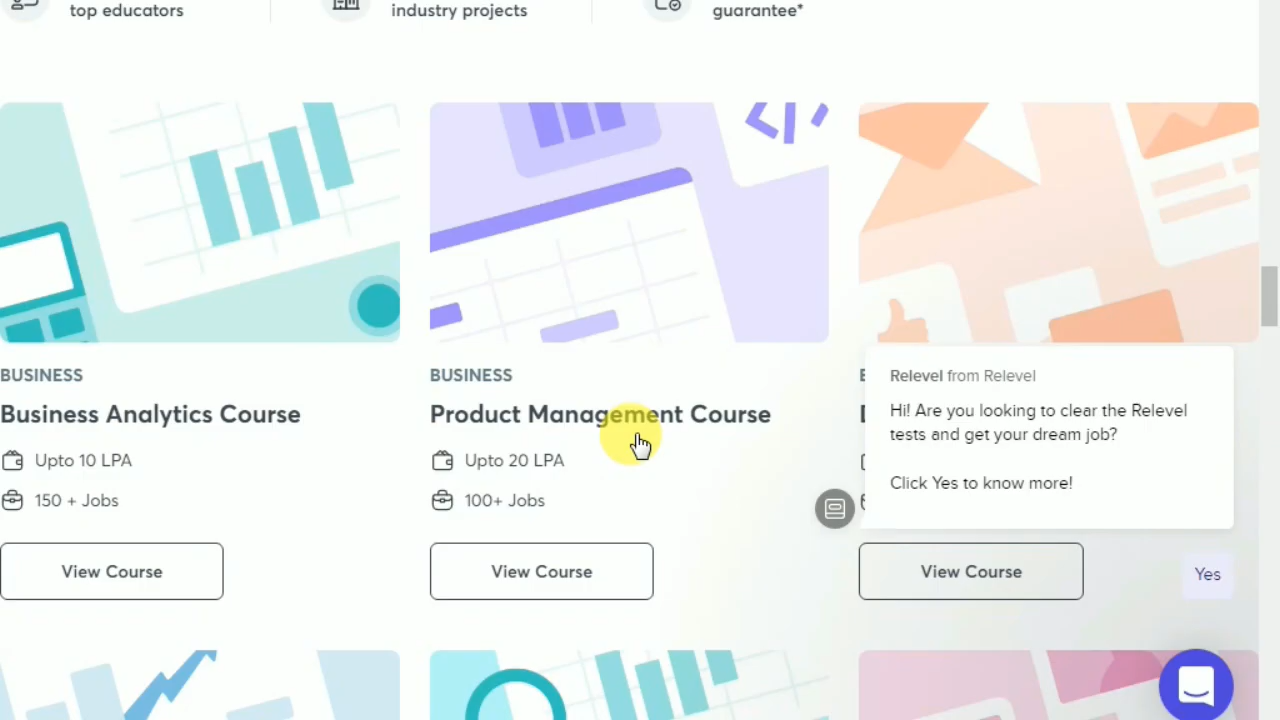 top educators
industry projects
guarantee*
BUSINESS
Business Analytics Course
Upto 10 LPA
150 + Jobs
View Course
BUSINESS
Product Management Course
Upto 20 LPA
100+ Jobs
View Course
Relevel from Relevel
Hi! Are you looking to clear the Relevel
tests and get your dream job?
Click Yes to know more!
View Course
Yes